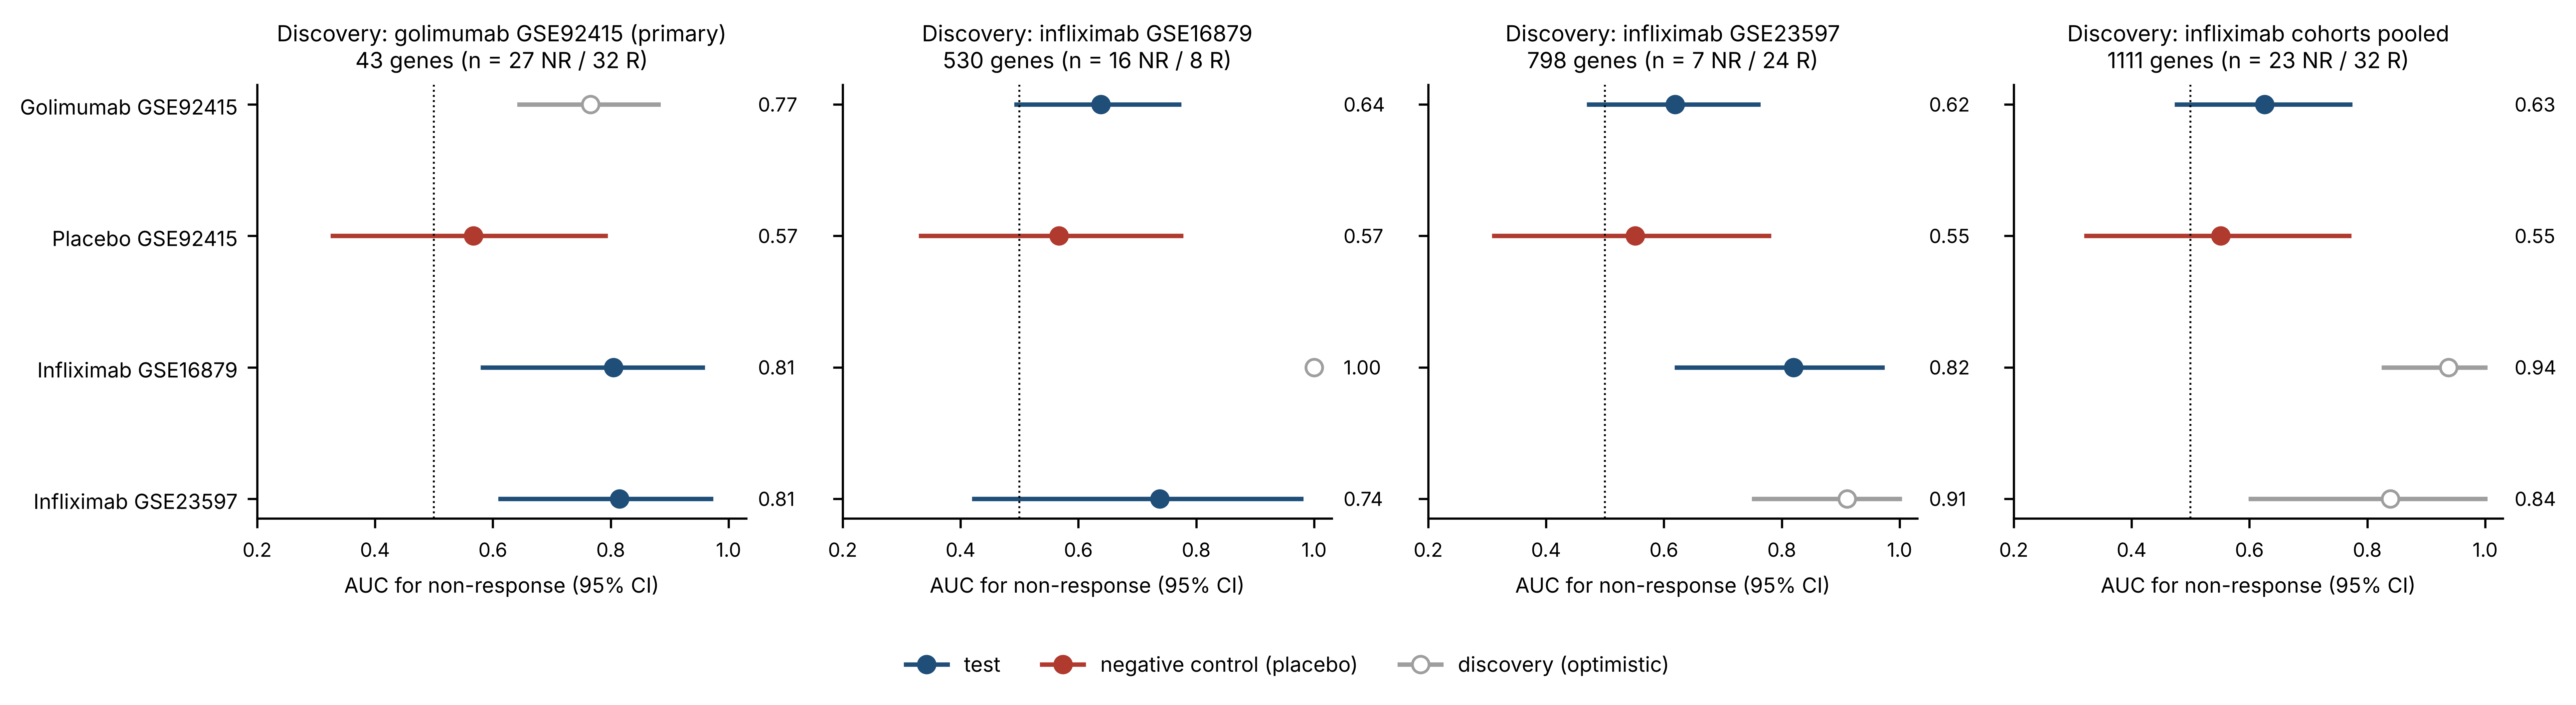 Discovery: golimumab GSE92415 (primary)
43 genes (n = 27 NR / 32 R)
Golimumab GSE92415
0.77
Placebo GSE92415
0.57
Infliximab GSE16879
0.81
Infliximab GSE23597
0.81
0.2 0.4 0.6 0.8 1.0
AUC for non-response (95% CI)
Discovery: infliximab GSE16879
530 genes (n = 16 NR / 8 R)
0.64
0.57
1.00
0.74
0.2 0.4 0.6 0.8 1.0
AUC for non-response (95% CI)
Discovery: infliximab GSE23597
798 genes (n = 7 NR / 24 R)
0.62
0.55
0.82
0.91
0.2 0.4 0.6 0.8 1.0
AUC for non-response (95% CI)
Discovery: infliximab cohorts pooled
1111 genes (n = 23 NR / 32 R)
0.63
0.55
0.94
0.84
0.2 0.4 0.6 0.8 1.0
AUC for non-response (95% CI)
test
negative control (placebo)
discovery (optimistic)